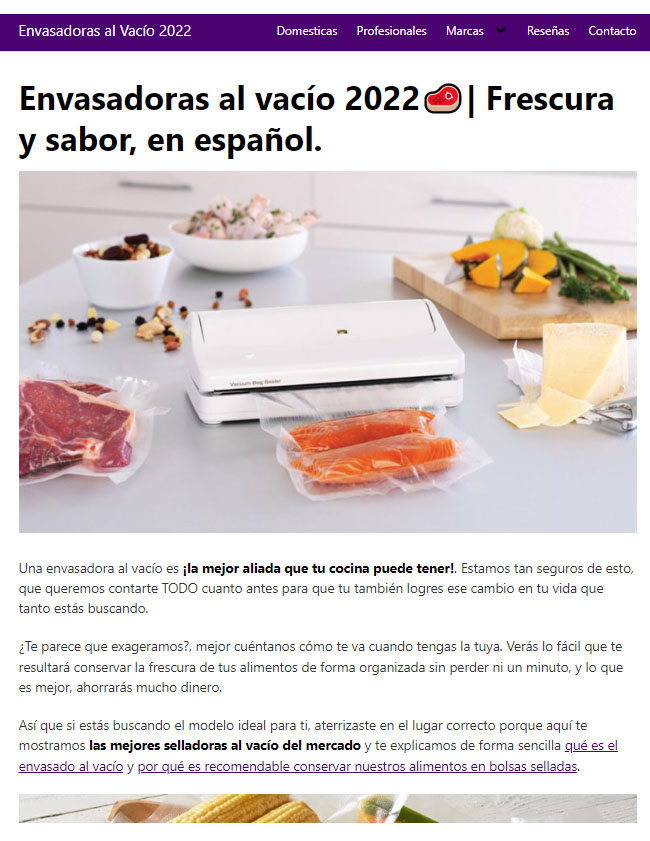 Envasadoras al Vacío 2022 Domesticas Profesionales Marcas Reseñas Contacto
Envasadoras al vacío 2022🥩| Frescura
y sabor, en español.
Vacuum Bag Sealer
Una envasadora al vacío es ¡la mejor aliada que tu cocina puede tener!. Estamos tan seguros de esto,
que queremos contarte TODO cuanto antes para que tu también logres ese cambio en tu vida que
tanto estás buscando.
¿Te parece que exageramos?, mejor cuéntanos cómo te va cuando tengas la tuya. Verás lo fácil que te
resultará conservar la frescura de tus alimentos de forma organizada sin perder ni un minuto, y lo que
es mejor, ahorrarás mucho dinero.
Así que si estás buscando el modelo ideal para ti, aterrizaste en el lugar correcto porque aquí te
mostramos las mejores selladoras al vacío del mercado y te explicamos de forma sencilla qué es el
envasado al vacío y por qué es recomendable conservar nuestros alimentos en bolsas selladas.